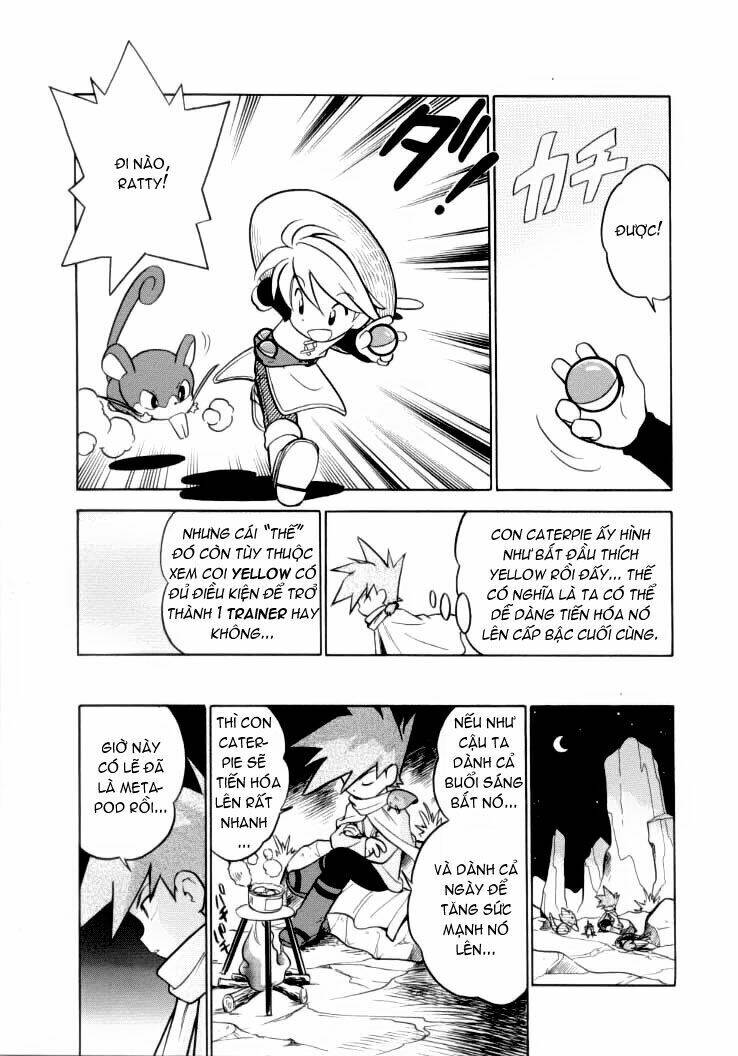 カチ
ĐƯỢC!
ダ!
ĐI NÀO,
RATTY!
CON CATERPIE ẤY HÌNH
NHƯ BẮT ĐẦU THÍCH
YELLOW RỒI ĐẤY... THẾ
CÓ NGHĨA LÀ TA CÓ THỂ
DỄ DÀNG TIẾN HÓA NÓ
LÊN CẤP BẬC CUỐI CÙNG.
NHƯNG CÁI "THẾ"
ĐÓ CÒN TÙY THUỘC
XEM COI YELLOW CÓ
ĐỦ ĐIỀU KIỆN ĐỂ TRỞ
THÀNH 1 TRAINER HAY
KHÔNG...
NẾU NHƯ
CẬU TA
DÀNH CẢ
BUỔI SÁNG
BẮT NÓ...
VÀ DÀNH CẢ
NGÀY ĐỂ
TĂNG SỨC
MẠNH NÓ
LÊN...
THÌ CON
CATER-
PIE SẼ
TIẾN HÓA
LÊN RẤT
NHANH
...
GIỜ NÀY
CÓ LẼ ĐÃ
LÀ META-
POD RỒI...